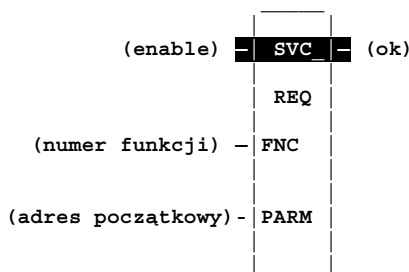 (enable) SVC_ (ok)
REQ
(numer funkcji) FNC
(adres początkowy) PARM